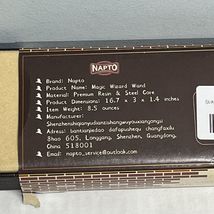 NAPTO
Brand: Napto
Product Name: Magic Wizard Wand
Material: Premium Resin & Steel Core
Product Dimensions: 16.7 x 3 x 1.4 inches
Item Weight: 8.5 ounces
Manufacturer:
Shenzhenshiqianyudianzishangwuyouxiangongsi
Address: bantianjiedao dafapushequ changfaxilu
8hao 605, Longgang, Shenzhen, Guangdong,
China
518001
Email:
napto_service@outlook.com